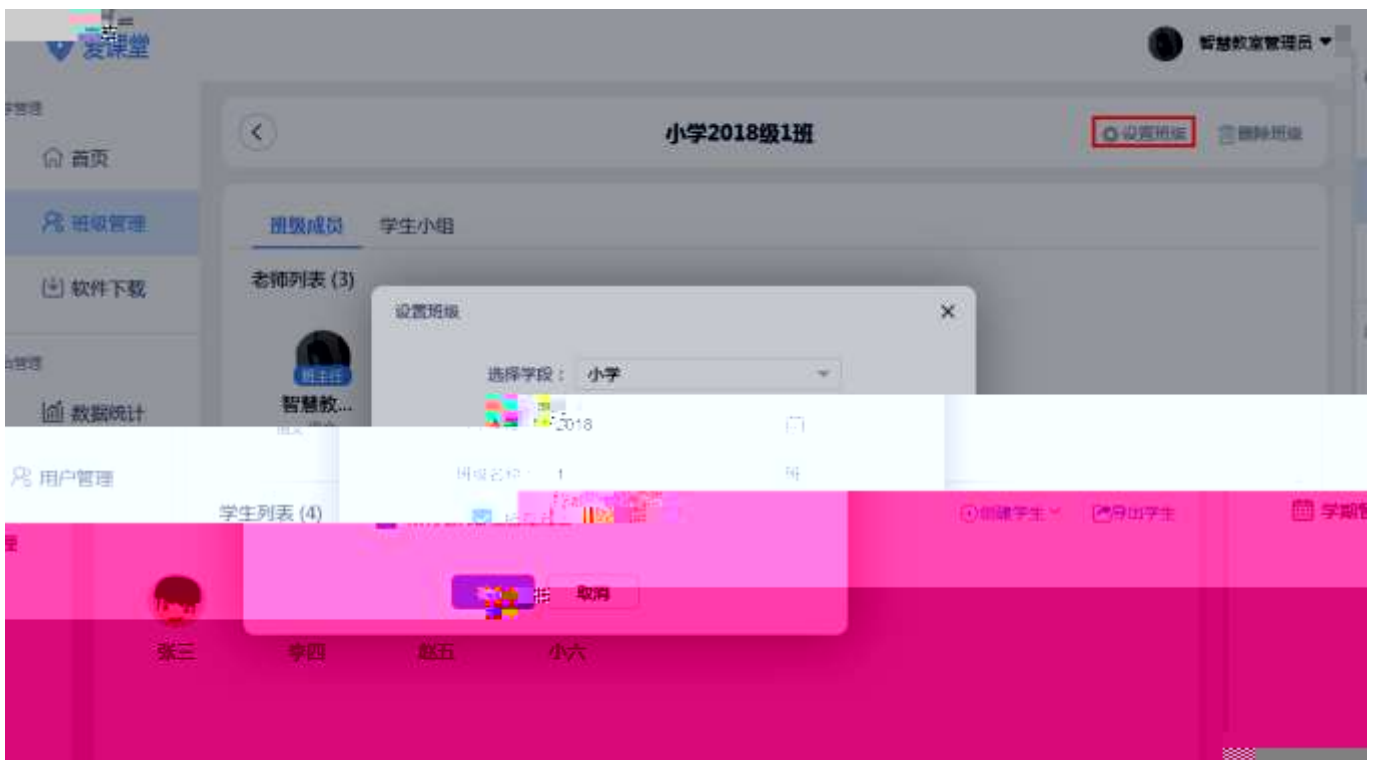 爱课堂
智慧教室管理员
首页
小学2018级1班
设置班级
删除班级
班级管理
班级成员
学生小组
软件下载
老师列表 (3)
设置班级
选择学段：
小学
班主任
智慧教...
数据统计
2018
用户管理
班级名称：
1
班
学生列表 (4)
创建学生
导出学生
取消
张三
李四
赵五
小六